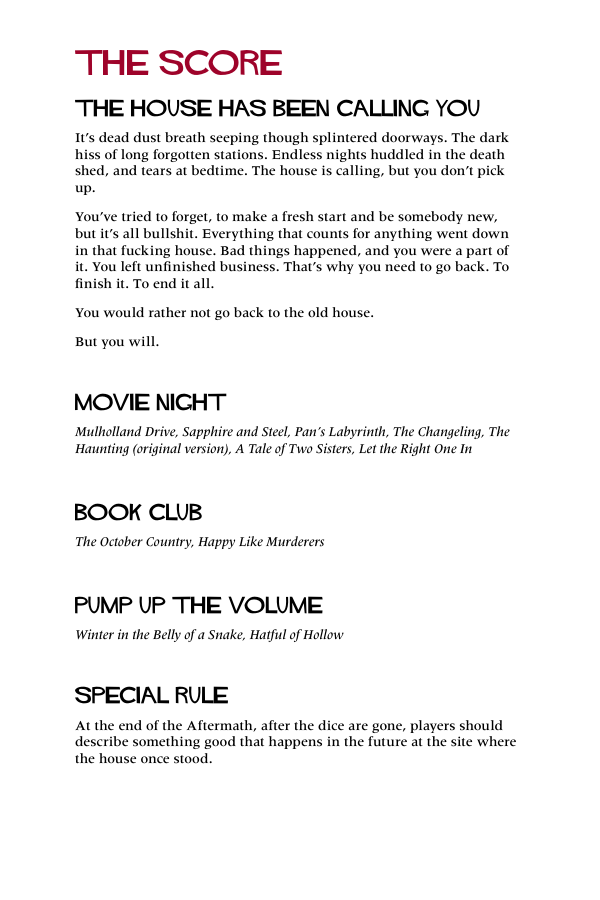 THE SCORE
THE HOUSE HAS BEEN CALLING YOU
It's dead dust breath seeping though splintered doorways. The dark
hiss of long forgotten stations. Endless nights huddled in the death
shed, and tears at bedtime. The house is calling, but you don't pick
up.
You've tried to forget, to make a fresh start and be somebody new,
but it's all bullshit. Everything that counts for anything went down
in that fucking house. Bad things happened, and you were a part of
it. You left unfinished business. That's why you need to go back. To
finish it. To end it all.
You would rather not go back to the old house.
But you will.
MOVIE NIGHT
Mulholland Drive, Sapphire and Steel, Pan's Labyrinth, The Changeling, The
Haunting (original version), A Tale of Two Sisters, Let the Right One In
BOOK CLUB
The October Country, Happy Like Murderers
PUMP UP THE VOLUME
Winter in the Belly of a Snake, Hatful of Hollow
SPECIAL RULE
At the end of the Aftermath, after the dice are gone, players should
describe something good that happens in the future at the site where
the house once stood.